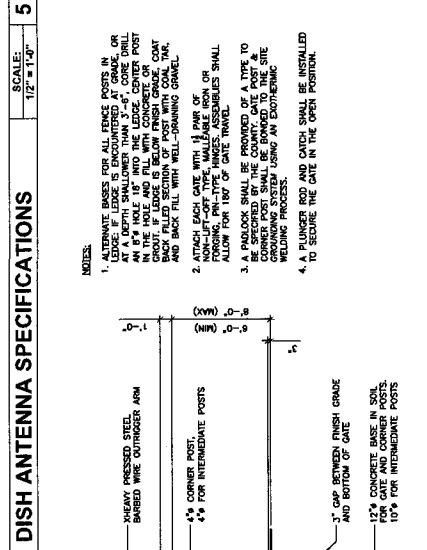 DISH ANTENNA SPECIFICATIONS
SCALE:
1/2" = 1'-0"
5
NOTES:
1. ALTERNATE BASES FOR ALL FENCE POSTS IN
LEDGE: IF LEDGE IS ENCOUNTERED AT GRADE, OR
AT A DEPTH SHALLOWER THAN 3'-6", CORE DRILL
AN 8"ø HOLE 18" INTO THE LEDGE. CENTER POST
IN THE HOLE AND FILL WITH CONCRETE OR
GROUT. IF LEDGE IS BELOW FINISH GRADE, COAT
BACK FILLED SECTION OF POST WITH COAL TAR,
AND BACK FILL WITH WELL-DRAINING GRAVEL.
2. ATTACH EACH GATE WITH 1½ PAIR OF
NON-LIFT-OFF TYPE, MALLEABLE IRON OR
FORGING, PIN-TYPE HINGES. ASSEMBLIES SHALL
ALLOW FOR 180° OF GATE TRAVEL.
3. A PADLOCK SHALL BE PROVIDED OF A TYPE TO
BE SPECIFIED BY THE COUNTY. GATE POST &
CORNER POST SHALL BE BONDED TO THE SITE
GROUNDING SYSTEM USING AN EXOTHERMIC
WELDING PROCESS.
4. A PLUNGER ROD AND CATCH SHALL BE INSTALLED
TO SECURE THE GATE IN THE OPEN POSITION.
1'-0"
6'-0" (MIN)
8'-0" (MAX)
3"
XHEAVY PRESSED STEEL
BARBED WIRE OUTRIGGER ARM
4"ø CORNER POST,
4"ø FOR INTERMEDIATE POSTS
3" GAP BETWEEN FINISH GRADE
AND BOTTOM OF GATE
12"ø CONCRETE BASE IN SOIL
FOR GATE AND CORNER POSTS.
10"ø FOR INTERMEDIATE POSTS